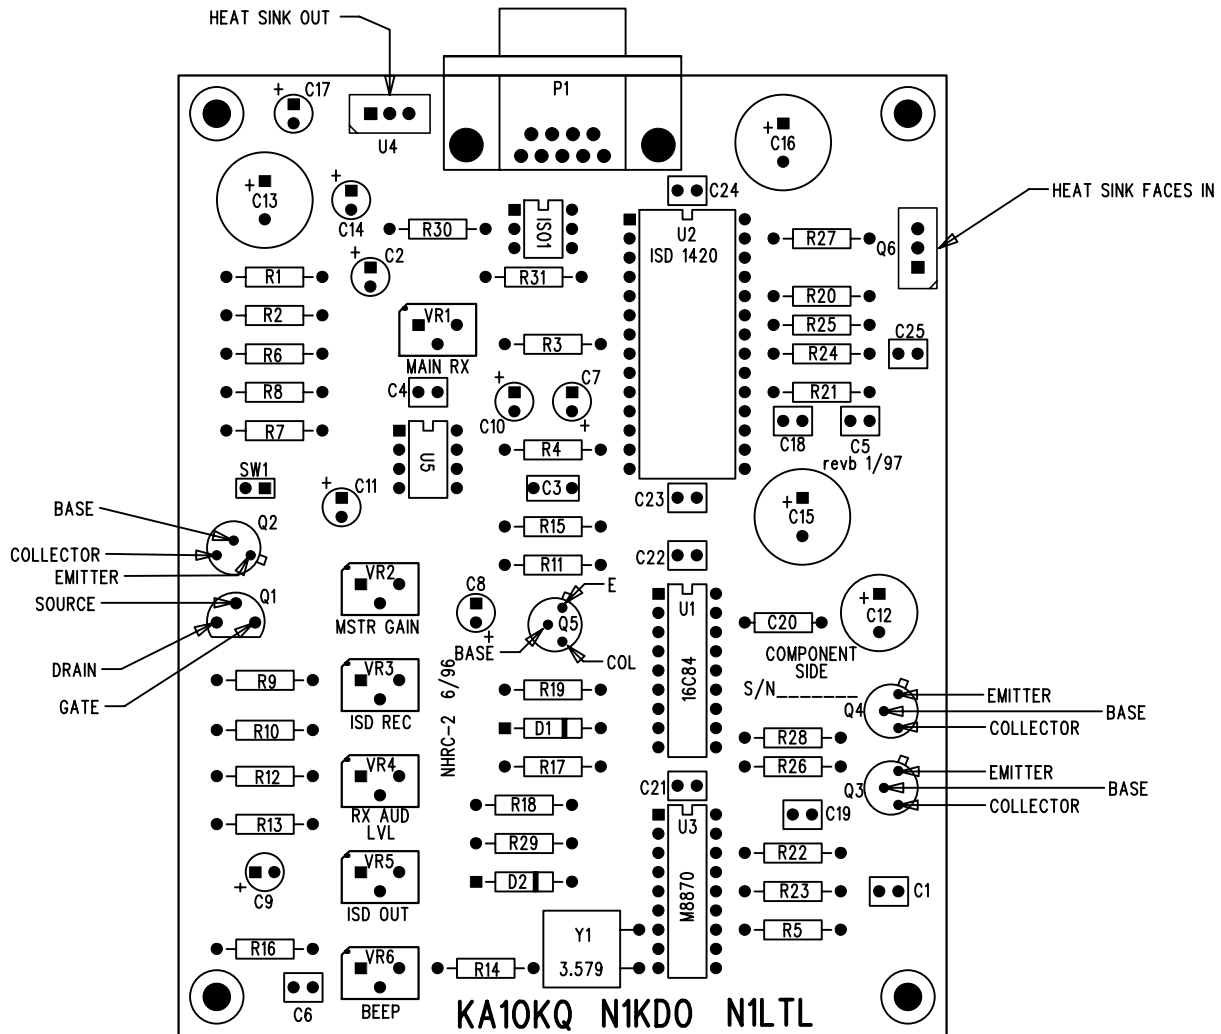 HEAT SINK OUT
P1
+ C17
U4
+ C16
C24
HEAT SINK FACES IN
+ C13
+ C14
R30
ISO1
U2
ISD 1420
R27
Q6
+ C2
R1
R31
R20
R2
VR1
MAIN RX
R3
R25
C25
R6
R24
R8
C4
C10 +
C7 +
R21
R7
U5
R4
C18
C5
revb 1/97
SW1
+ C11
C3
C23
+ C15
BASE
Q2
COLLECTOR
EMITTER
R15
C22
R11
SOURCE
Q1
VR2
MSTR GAIN
C8 +
E
Q5
BASE
COL
U1
16C84
C20
+ C12
COMPONENT
SIDE
DRAIN
GATE
R9
VR3
ISD REC
NHRC-2 6/96
R19
S/N________
Q4
EMITTER
BASE
COLLECTOR
R10
D1
R28
R12
VR4
RX AUD
LVL
R17
R26
Q3
EMITTER
BASE
COLLECTOR
C21
R13
R18
U3
M8870
C19
R29
R22
+ C9
VR5
ISD OUT
D2
R23
C1
R5
R16
VR6
BEEP
R14
Y1
3.579
C6
KA1OKQ N1KDO N1LTL